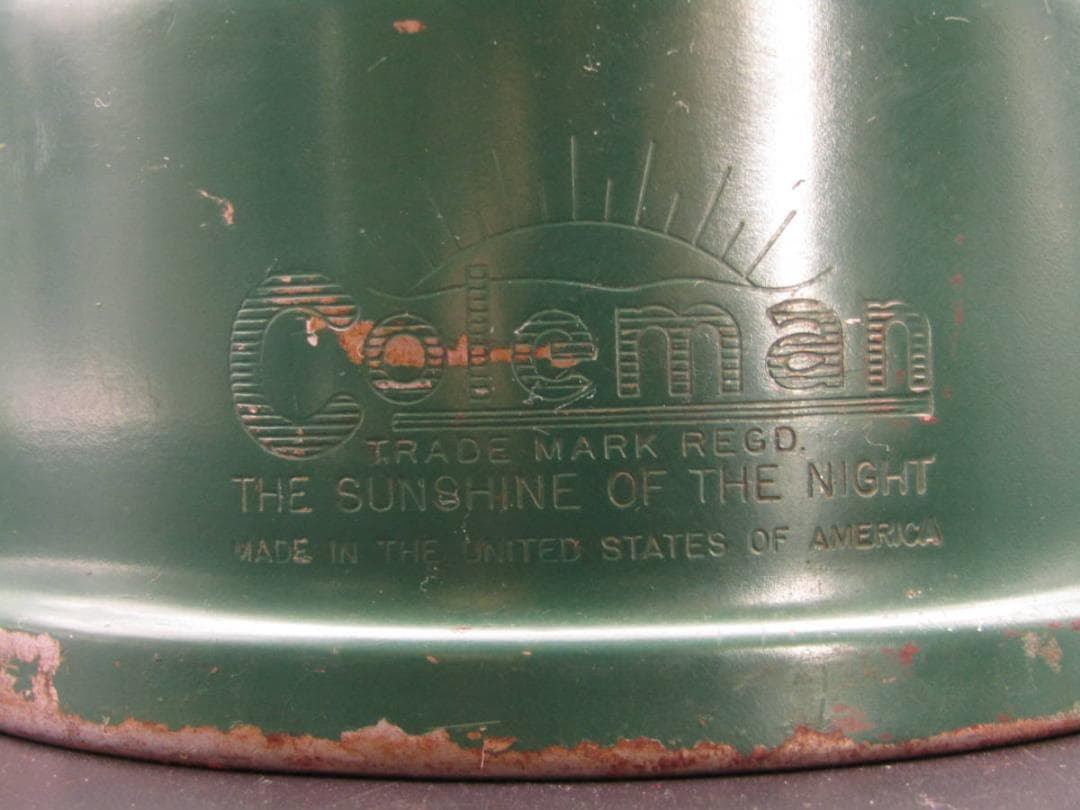 Coleman
TRADE MARK REGD.
THE SUNSHINE OF THE NIGHT
MADE IN THE UNITED STATES OF AMERICA